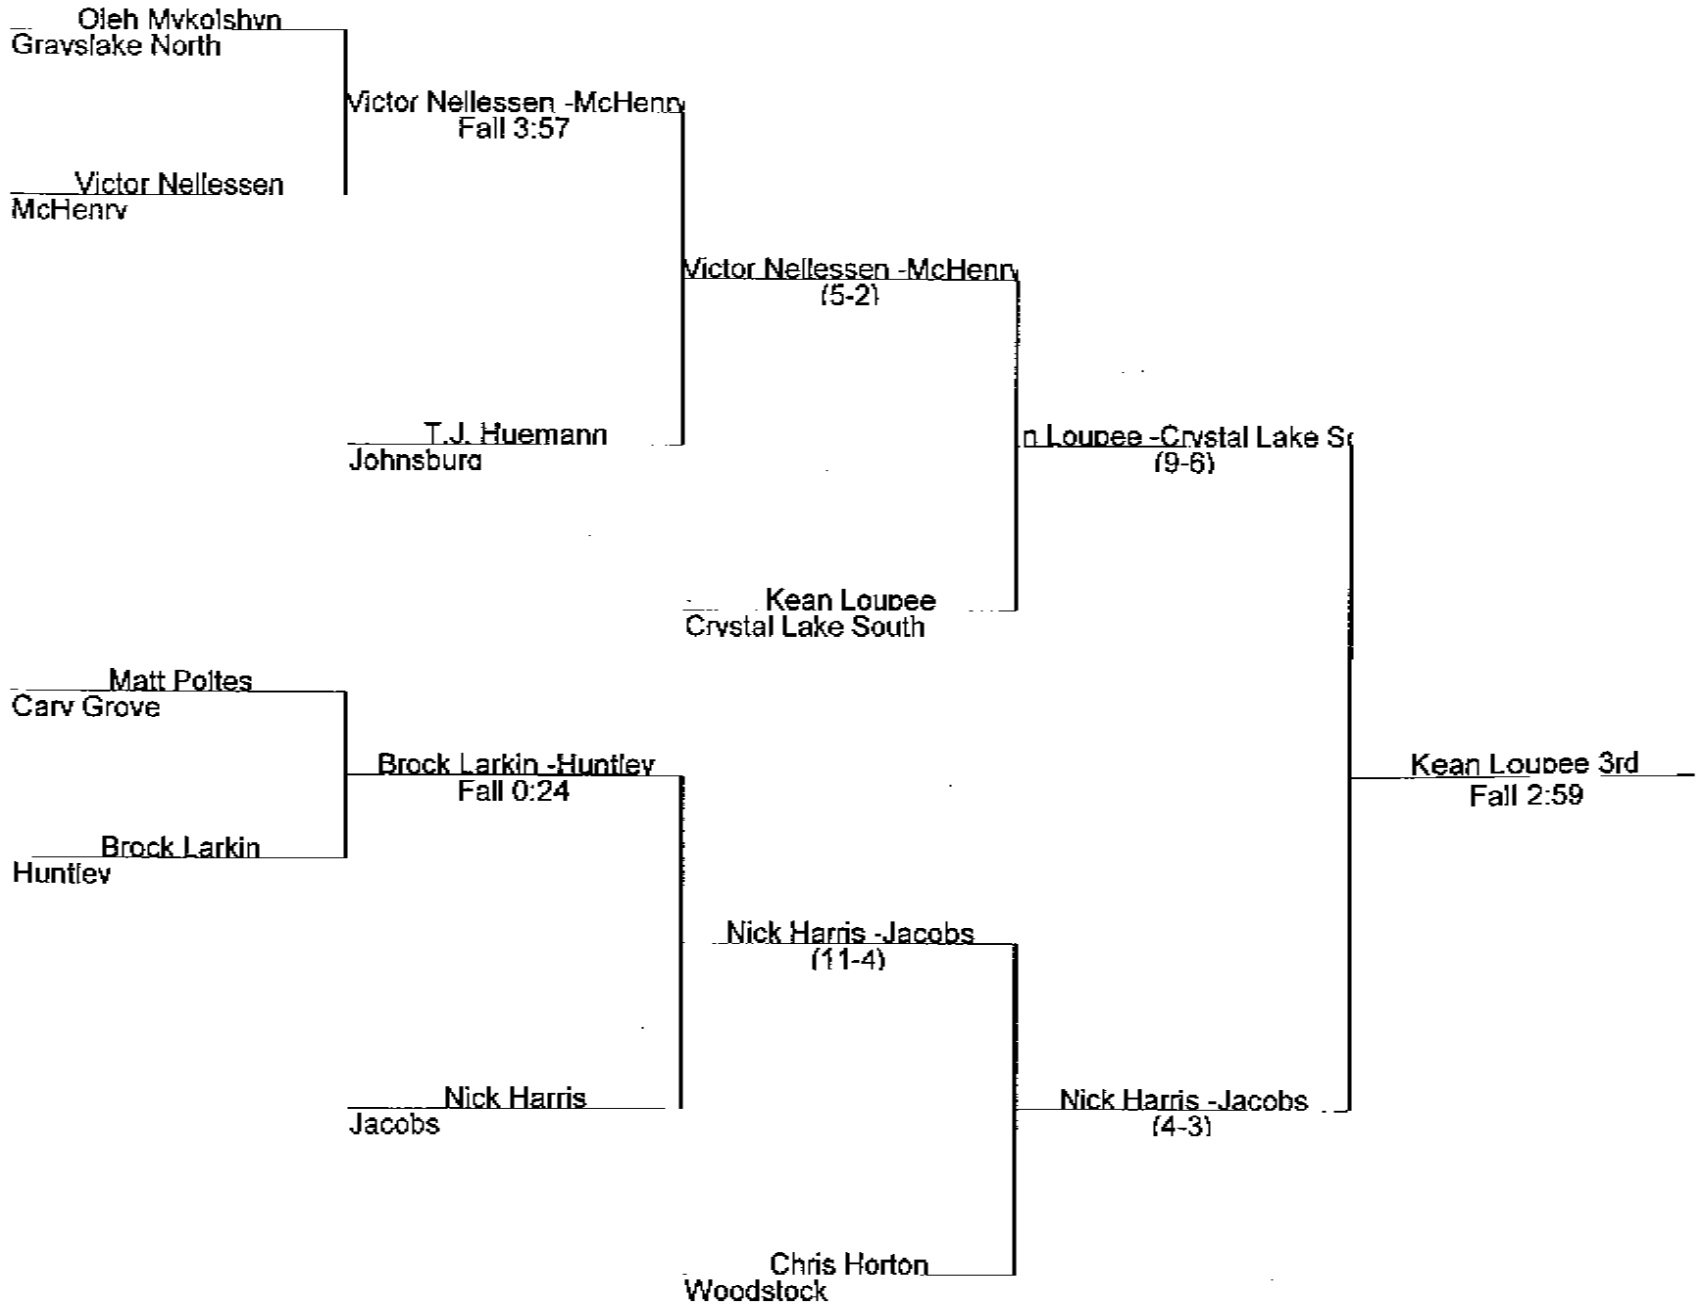 Oleh Mykolshyn
Grayslake North
Victor Nellessen -McHenry
Fall 3:57
Victor Nellessen
McHenry
Victor Nellessen -McHenry
(5-2)
T.J. Huemann
Johnsburg
n Loupee -Crystal Lake So
(9-6)
Kean Loupee
Crystal Lake South
Matt Poltes
Cary Grove
Brock Larkin -Huntley
Fall 0:24
Kean Loupee 3rd
Fall 2:59
Brock Larkin
Huntley
Nick Harris -Jacobs
(11-4)
Nick Harris
Jacobs
Nick Harris -Jacobs
(4-3)
Chris Horton
Woodstock